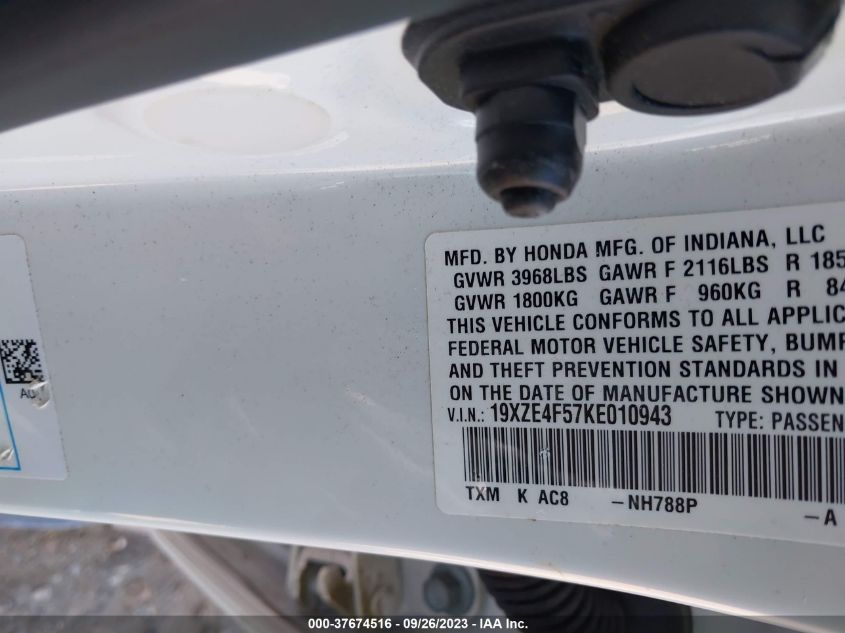 MFD. BY HONDA MFG. OF INDIANA, LLC
GVWR 3968LBS GAWR F 2116LBS R 185
GVWR 1800KG GAWR F 960KG R 84
THIS VEHICLE CONFORMS TO ALL APPLIC
FEDERAL MOTOR VEHICLE SAFETY, BUMP
AND THEFT PREVENTION STANDARDS IN
ON THE DATE OF MANUFACTURE SHOWN
V.I.N.: 19XZE4F57KE010943 TYPE: PASSEN
TXM K AC8 -NH788P -A
000-37674516 - 09/26/2023 - IAAI.com